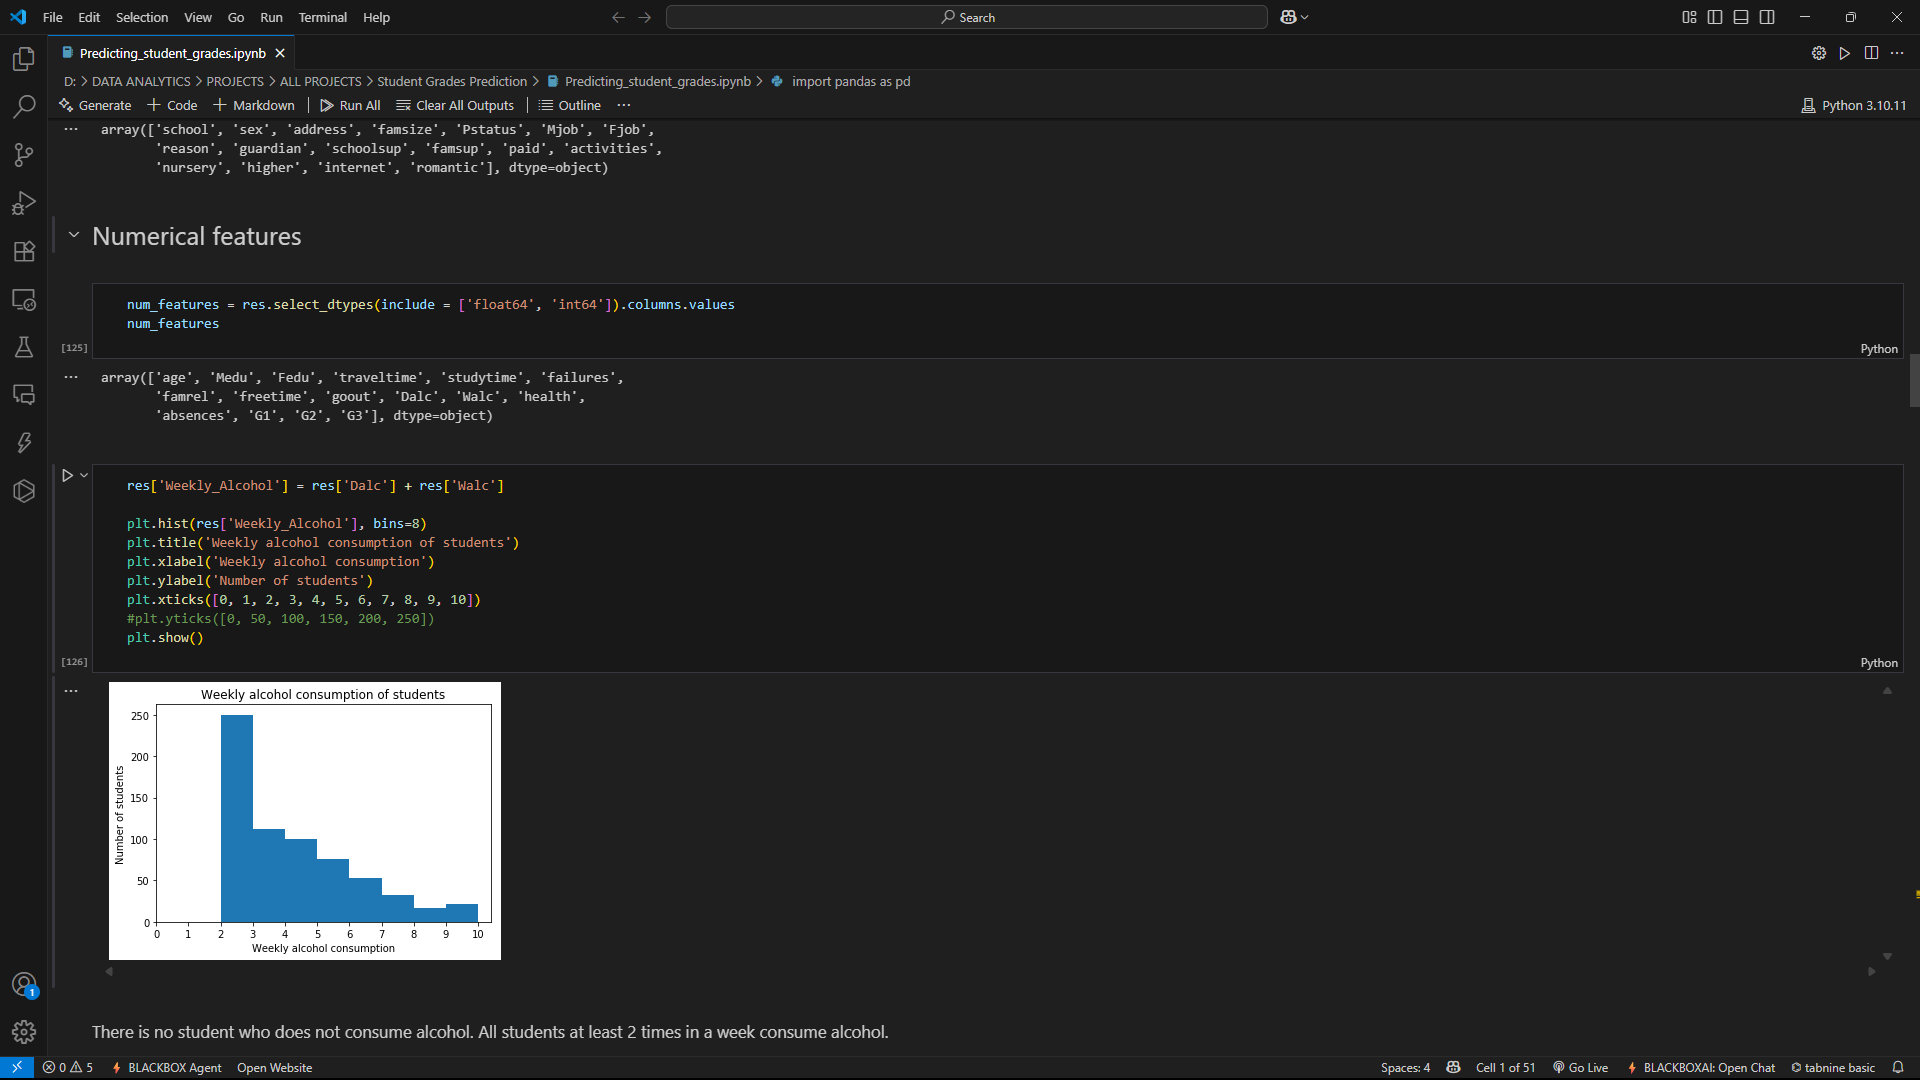 File Edit Selection View Go Run Terminal Help
Search
Predicting_student_grades.ipynb
D: > DATA ANALYTICS > PROJECTS > ALL PROJECTS > Student Grades Prediction > Predicting_student_grades.ipynb > import pandas as pd
Generate + Code + Markdown | Run All Clear All Outputs | Outline ...
Python 3.10.11
... array(['school', 'sex', 'address', 'famsize', 'Pstatus', 'Mjob', 'Fjob',
'reason', 'guardian', 'schoolsup', 'famsup', 'paid', 'activities',
'nursery', 'higher', 'internet', 'romantic'], dtype=object)
Numerical features
num_features = res.select_dtypes(include = ['float64', 'int64']).columns.values
num_features
[125]
Python
... array(['age', 'Medu', 'Fedu', 'traveltime', 'studytime', 'failures',
'famrel', 'freetime', 'goout', 'Dalc', 'Walc', 'health',
'absences', 'G1', 'G2', 'G3'], dtype=object)
res['Weekly_Alcohol'] = res['Dalc'] + res['Walc']
plt.hist(res['Weekly_Alcohol'], bins=8)
plt.title('Weekly alcohol consumption of students')
plt.xlabel('Weekly alcohol consumption')
plt.ylabel('Number of students')
plt.xticks([0, 1, 2, 3, 4, 5, 6, 7, 8, 9, 10])
#plt.yticks([0, 50, 100, 150, 200, 250])
plt.show()
[126]
Python
...
Weekly alcohol consumption of students
250
200
150
100
50
0
Number of students
0 1 2 3 4 5 6 7 8 9 10
Weekly alcohol consumption
There is no student who does not consume alcohol. All students at least 2 times in a week consume alcohol.
1
0 5 BLACKBOX Agent Open Website
Spaces: 4 Cell 1 of 51 Go Live BLACKBOXAI: Open Chat tabnine basic